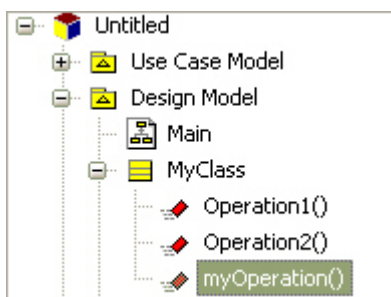 Untitled
Use Case Model
Design Model
Main
MyClass
Operation1()
Operation2()
myOperation()